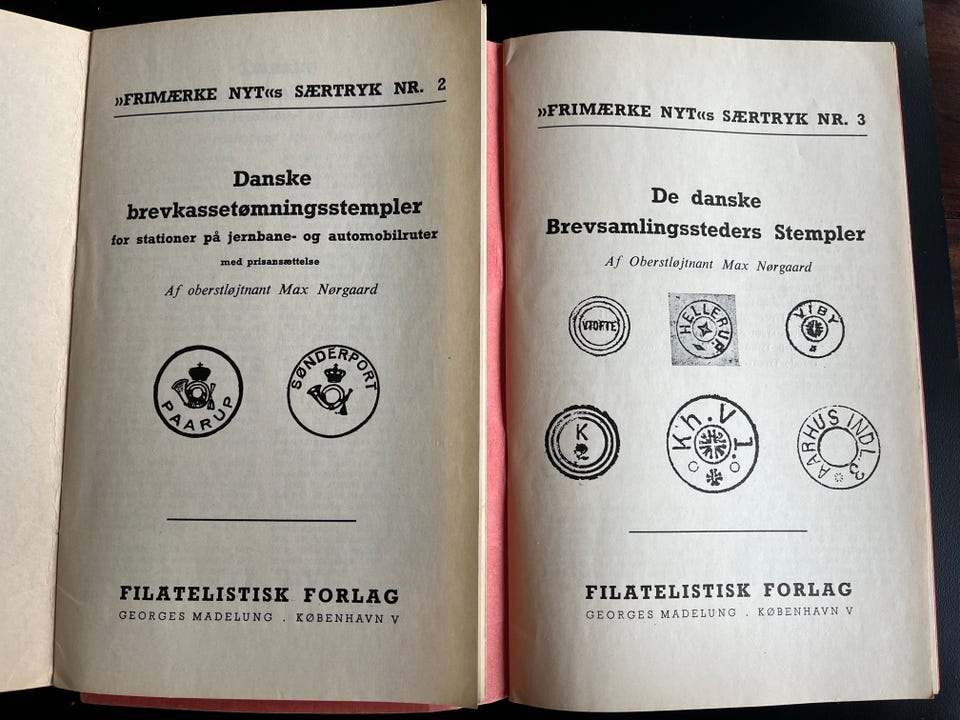 »FRIMÆRKE NYT«s SÆRTRYK NR. 2
Danske
brevkassetømningsstempler
for stationer på jernbane- og automobilruter
med prisansættelse
Af oberstløjtnant Max Nørgaard
PAARUP
SØNDERPORT
FILATELISTISK FORLAG
GEORGES MADELUNG . KØBENHAVN V
»FRIMÆRKE NYT«s SÆRTRYK NR. 3
De danske
Brevsamlingssteders Stempler
Af Oberstløjtnant Max Nørgaard
HELLERUP
VIBY
K
Kh.V 1.
AARHUS INDL. 3
FILATELISTISK FORLAG
GEORGES MADELUNG . KØBENHAVN V